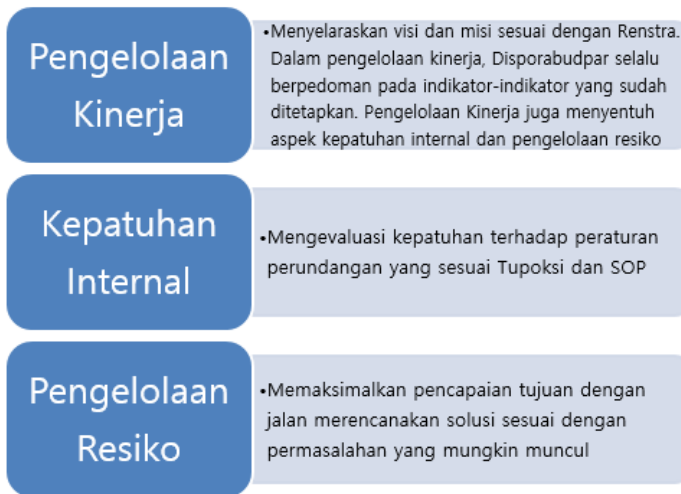 Pengelolaan
Kinerja
•Menyelaraskan visi dan misi sesuai dengan Renstra.
Dalam pengelolaan kinerja, Disporabudpar selalu
berpedoman pada indikator-indikator yang sudah
ditetapkan. Pengelolaan Kinerja juga menyentuh
aspek kepatuhan internal dan pengelolaan resiko
Kepatuhan
Internal
•Mengevaluasi kepatuhan terhadap peraturan
perundangan yang sesuai Tupoksi dan SOP
Pengelolaan
Resiko
•Memaksimalkan pencapaian tujuan dengan
jalan merencanakan solusi sesuai dengan
permasalahan yang mungkin muncul